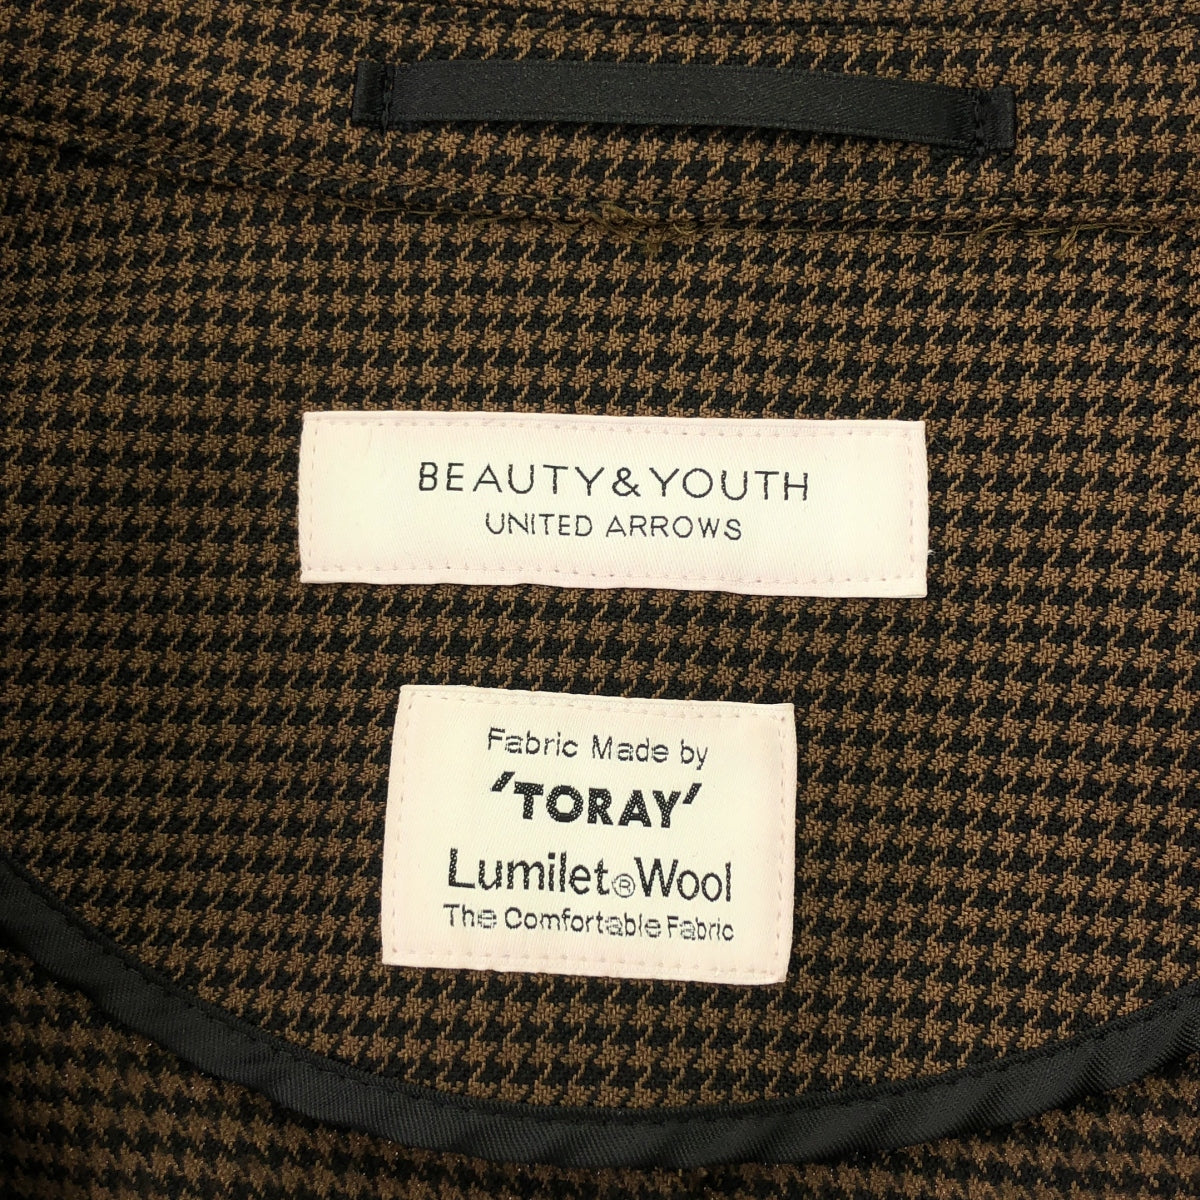 BEAUTY&YOUTH
UNITED ARROWS
Fabric Made by
'TORAY'
Lumilet®Wool
The Comfortable Fabric